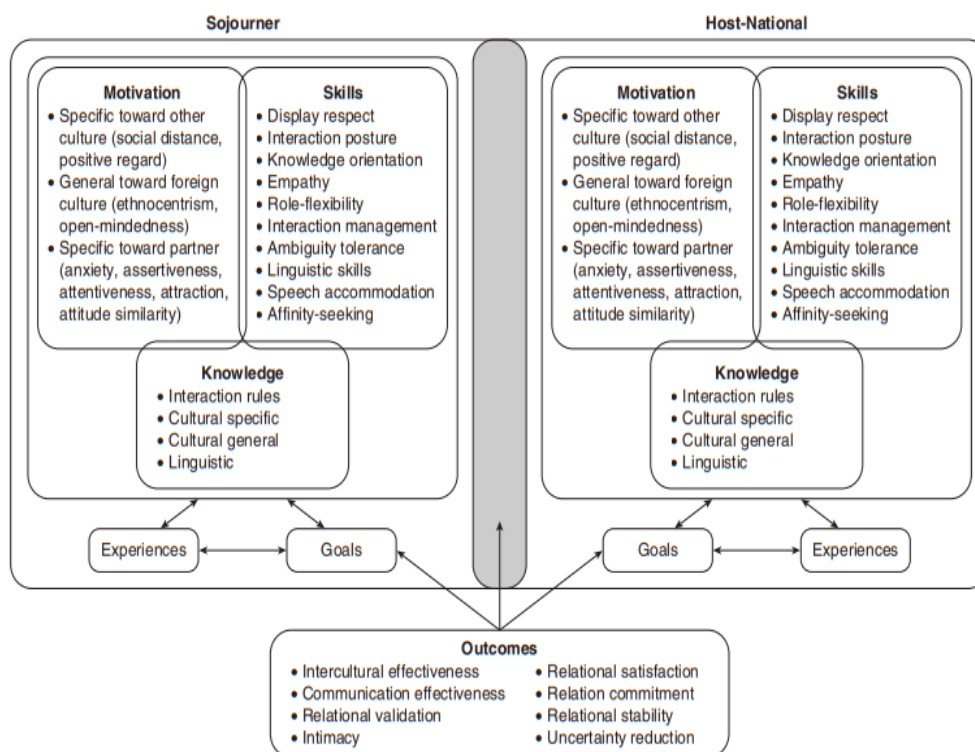 Sojourner
Host-National
Motivation
• Specific toward other
culture (social distance,
positive regard)
• General toward foreign
culture (ethnocentrism,
open-mindedness)
• Specific toward partner
(anxiety, assertiveness,
attentiveness, attraction,
attitude similarity)
Skills
• Display respect
• Interaction posture
• Knowledge orientation
• Empathy
• Role-flexibility
• Interaction management
• Ambiguity tolerance
• Linguistic skills
• Speech accommodation
• Affinity-seeking
Knowledge
• Interaction rules
• Cultural specific
• Cultural general
• Linguistic
Experiences
Goals
Motivation
• Specific toward other
culture (social distance,
positive regard)
• General toward foreign
culture (ethnocentrism,
open-mindedness)
• Specific toward partner
(anxiety, assertiveness,
attentiveness, attraction,
attitude similarity)
Skills
• Display respect
• Interaction posture
• Knowledge orientation
• Empathy
• Role-flexibility
• Interaction management
• Ambiguity tolerance
• Linguistic skills
• Speech accommodation
• Affinity-seeking
Knowledge
• Interaction rules
• Cultural specific
• Cultural general
• Linguistic
Goals
Experiences
Outcomes
• Intercultural effectiveness
• Communication effectiveness
• Relational validation
• Intimacy
• Relational satisfaction
• Relation commitment
• Relational stability
• Uncertainty reduction